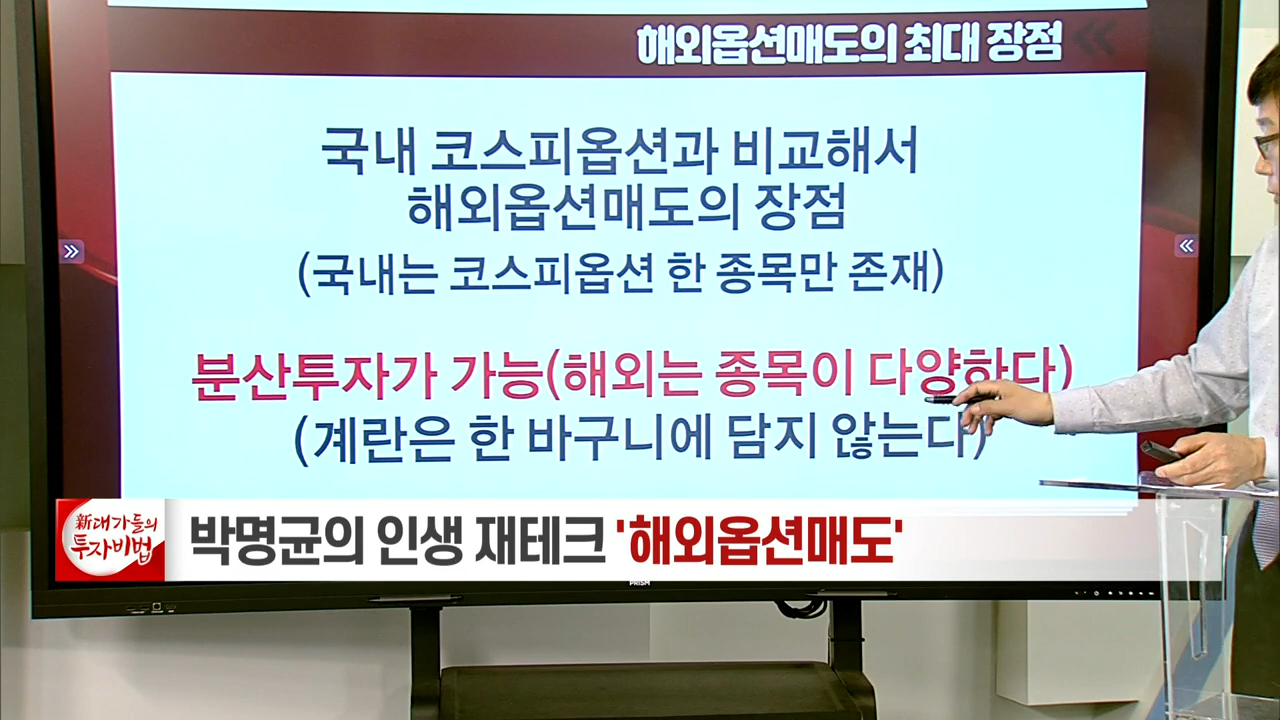 해외옵션매도의 최대 장점
국내 코스피옵션과 비교해서
해외옵션매도의 장점
(국내는 코스피옵션 한 종목만 존재)
분산투자가 가능(해외는 종목이 다양하다)
(계란은 한 바구니에 담지 않는다)
新대가들의
투자비법
박명균의 인생 재테크 '해외옵션매도'
PRISM